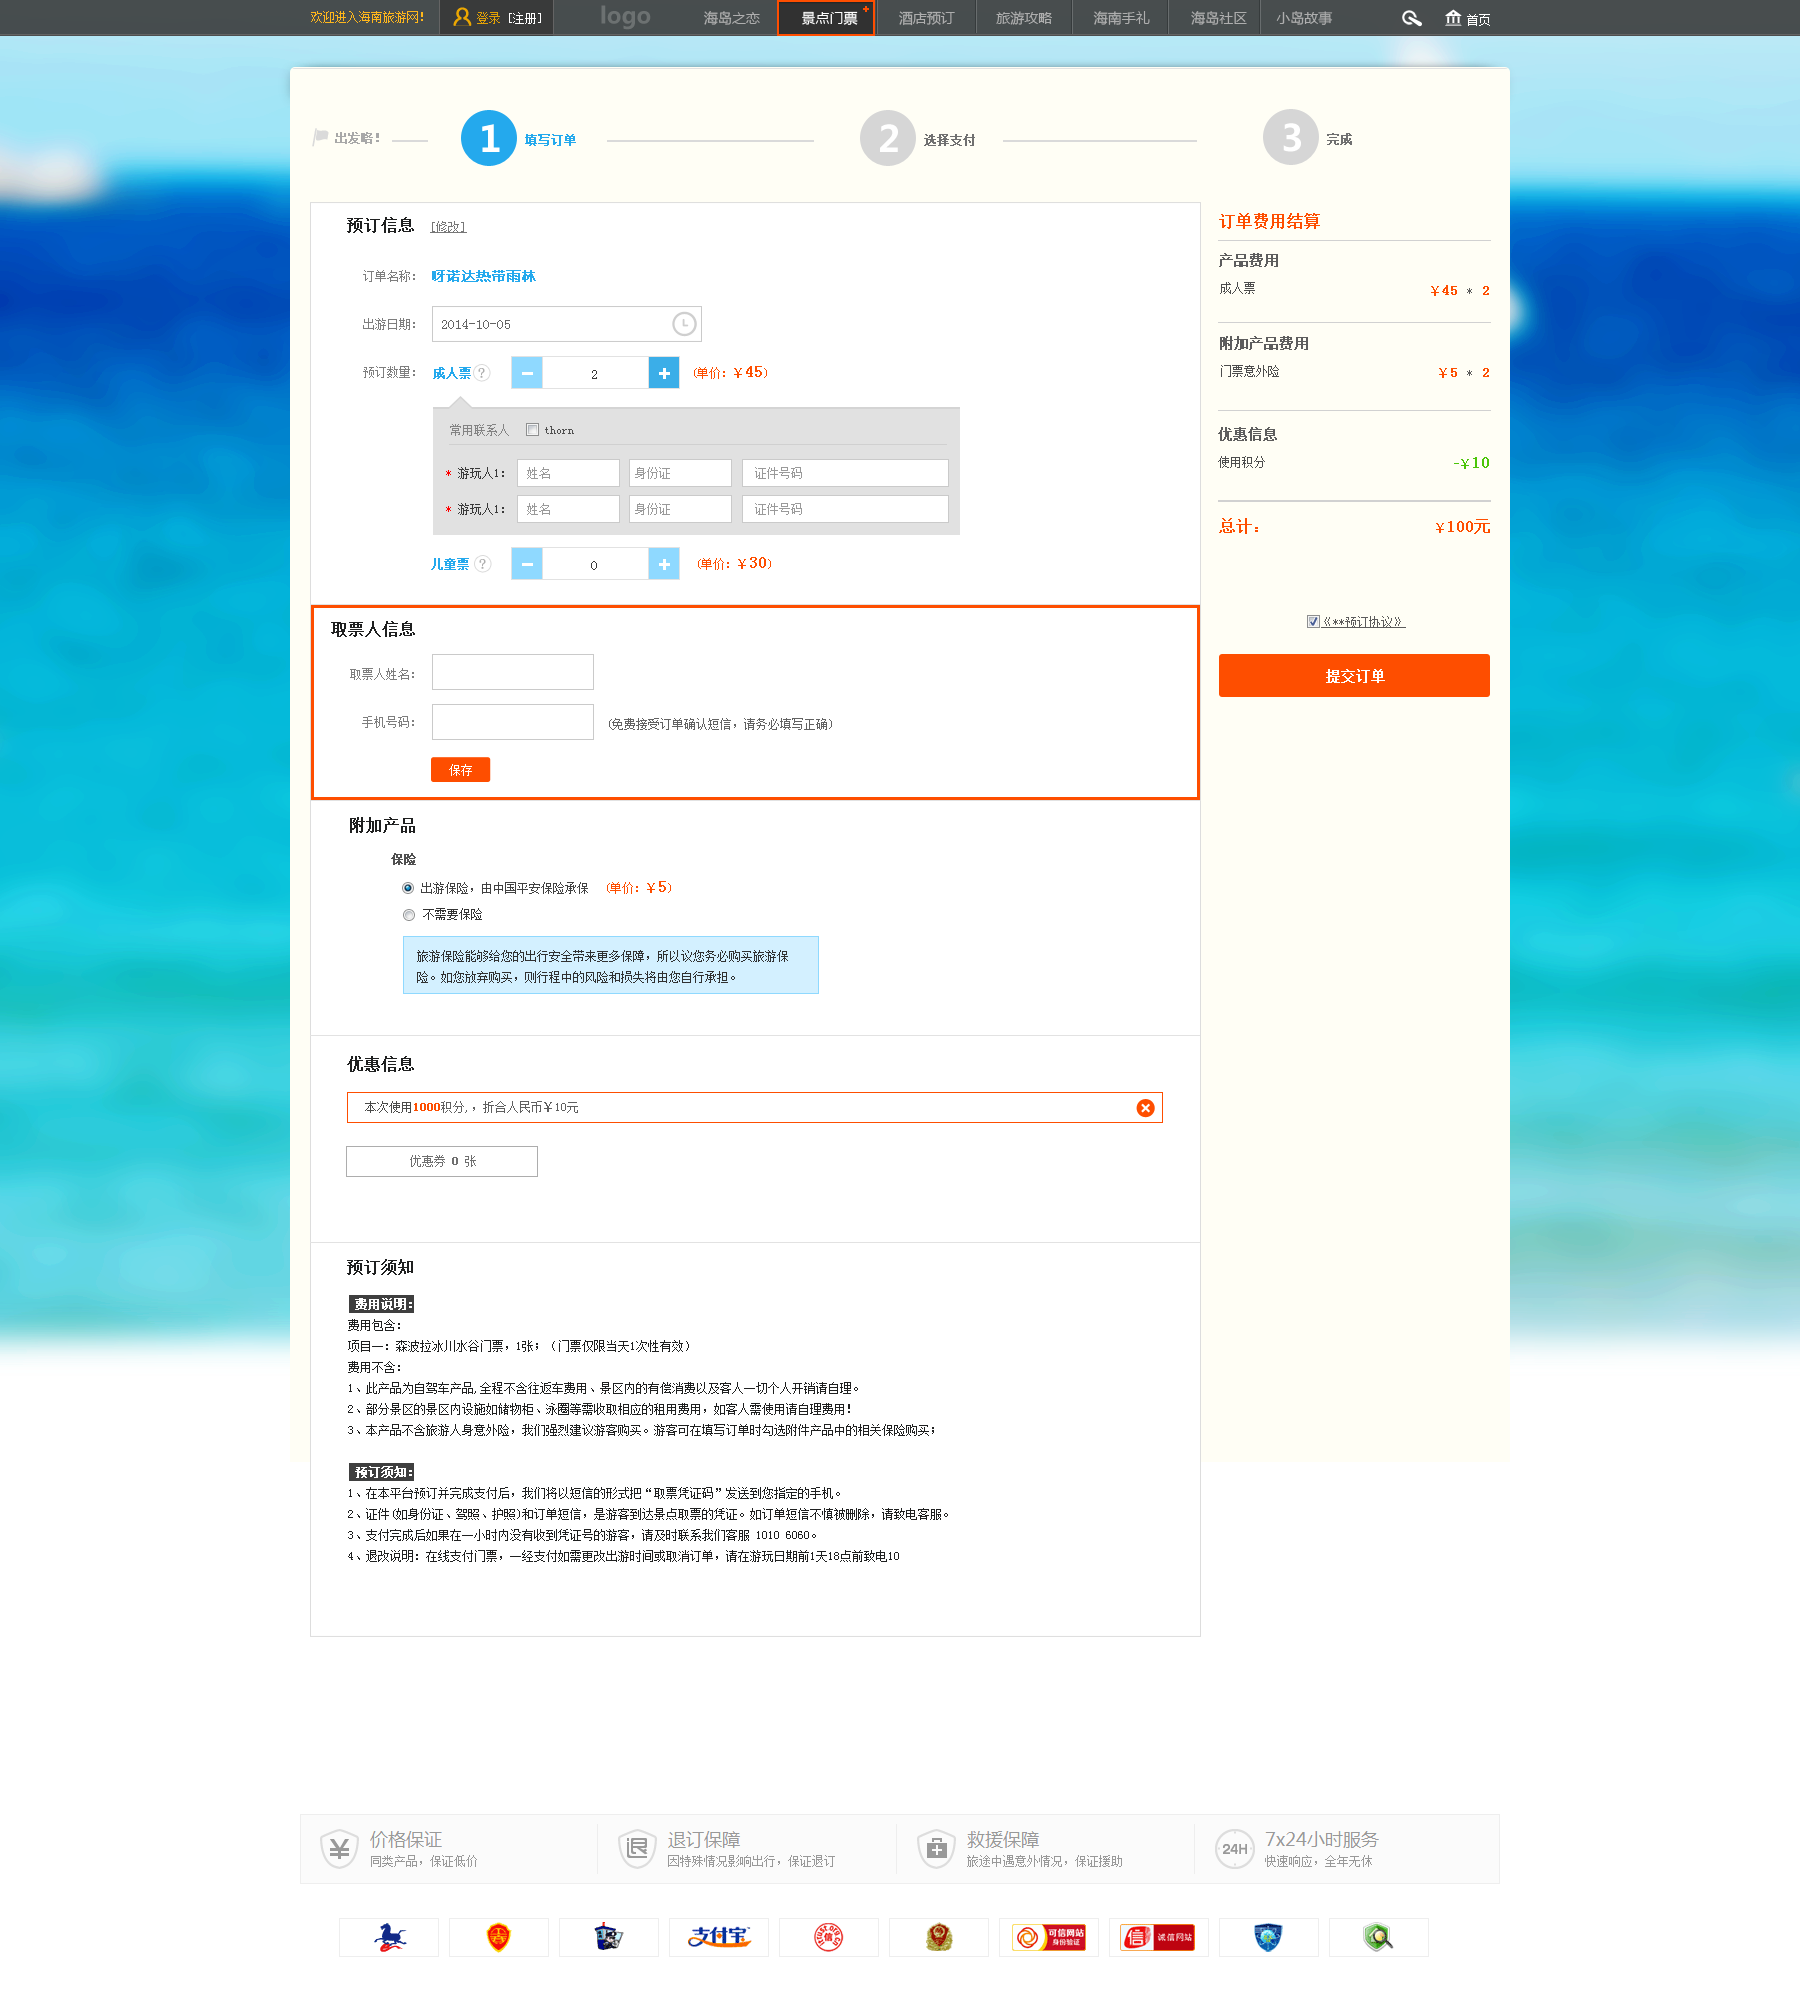 欢迎进入海南旅游网! 登录 [注册] logo 海岛之恋 景点门票 酒店预订 旅游攻略 海南手礼 海岛社区 小岛故事 首页
出发咯! 1 填写订单 2 选择支付 3 完成
预订信息 [修改]
订单名称: 呀诺达热带雨林
出游日期: 2014-10-05
预订数量: 成人票 ? 2 (单价: ¥45)
常用联系人 thorn
* 游玩人1: 姓名 身份证 证件号码
* 游玩人1: 姓名 身份证 证件号码
儿童票 ? 0 (单价: ¥30)
取票人信息
取票人姓名:
手机号码: (免费接受订单确认短信，请务必填写正确)
保存
附加产品
保险
出游保险，由中国平安保险承保 (单价: ¥5)
不需要保险
旅游保险能够给您的出行安全带来更多保障，所以议您务必购买旅游保
险。如您放弃购买，则行程中的风险和损失将由您自行承担。
优惠信息
本次使用1000积分,，折合人民币¥10元
优惠券 0 张
预订须知
费用说明:
费用包含:
项目一: 森波拉冰川水谷门票，1张; (门票仅限当天1次性有效)
费用不含:
1、此产品为自驾车产品,全程不含往返车费用、景区内的有偿消费以及客人一切个人开销请自理。
2、部分景区的景区内设施如储物柜、泳圈等需收取相应的租用费用，如客人需使用请自理费用!
3、本产品不含旅游人身意外险，我们强烈建议游客购买。游客可在填写订单时勾选附件产品中的相关保险购买;
预订须知:
1、在本平台预订并完成支付后，我们将以短信的形式把“取票凭证码”发送到您指定的手机。
2、证件(如身份证、驾照、护照)和订单短信，是游客到达景点取票的凭证。如订单短信不慎被删除，请致电客服。
3、支付完成后如果在一小时内没有收到凭证号的游客，请及时联系我们客服 1010 6060。
4、退改说明: 在线支付门票，一经支付如需更改出游时间或取消订单，请在游玩日期前1天18点前致电10
订单费用结算
产品费用
成人票 ¥45 * 2
附加产品费用
门票意外险 ¥5 * 2
优惠信息
使用积分 -¥10
总计: ¥100元
《**预订协议》
提交订单
价格保证
同类产品，保证低价
退订保障
因特殊情况影响出行，保证退订
救援保障
旅途中遇意外情况，保证援助
24H
7x24小时服务
快速响应，全年无休
支付宝 可信网站 身份验证 诚信网站